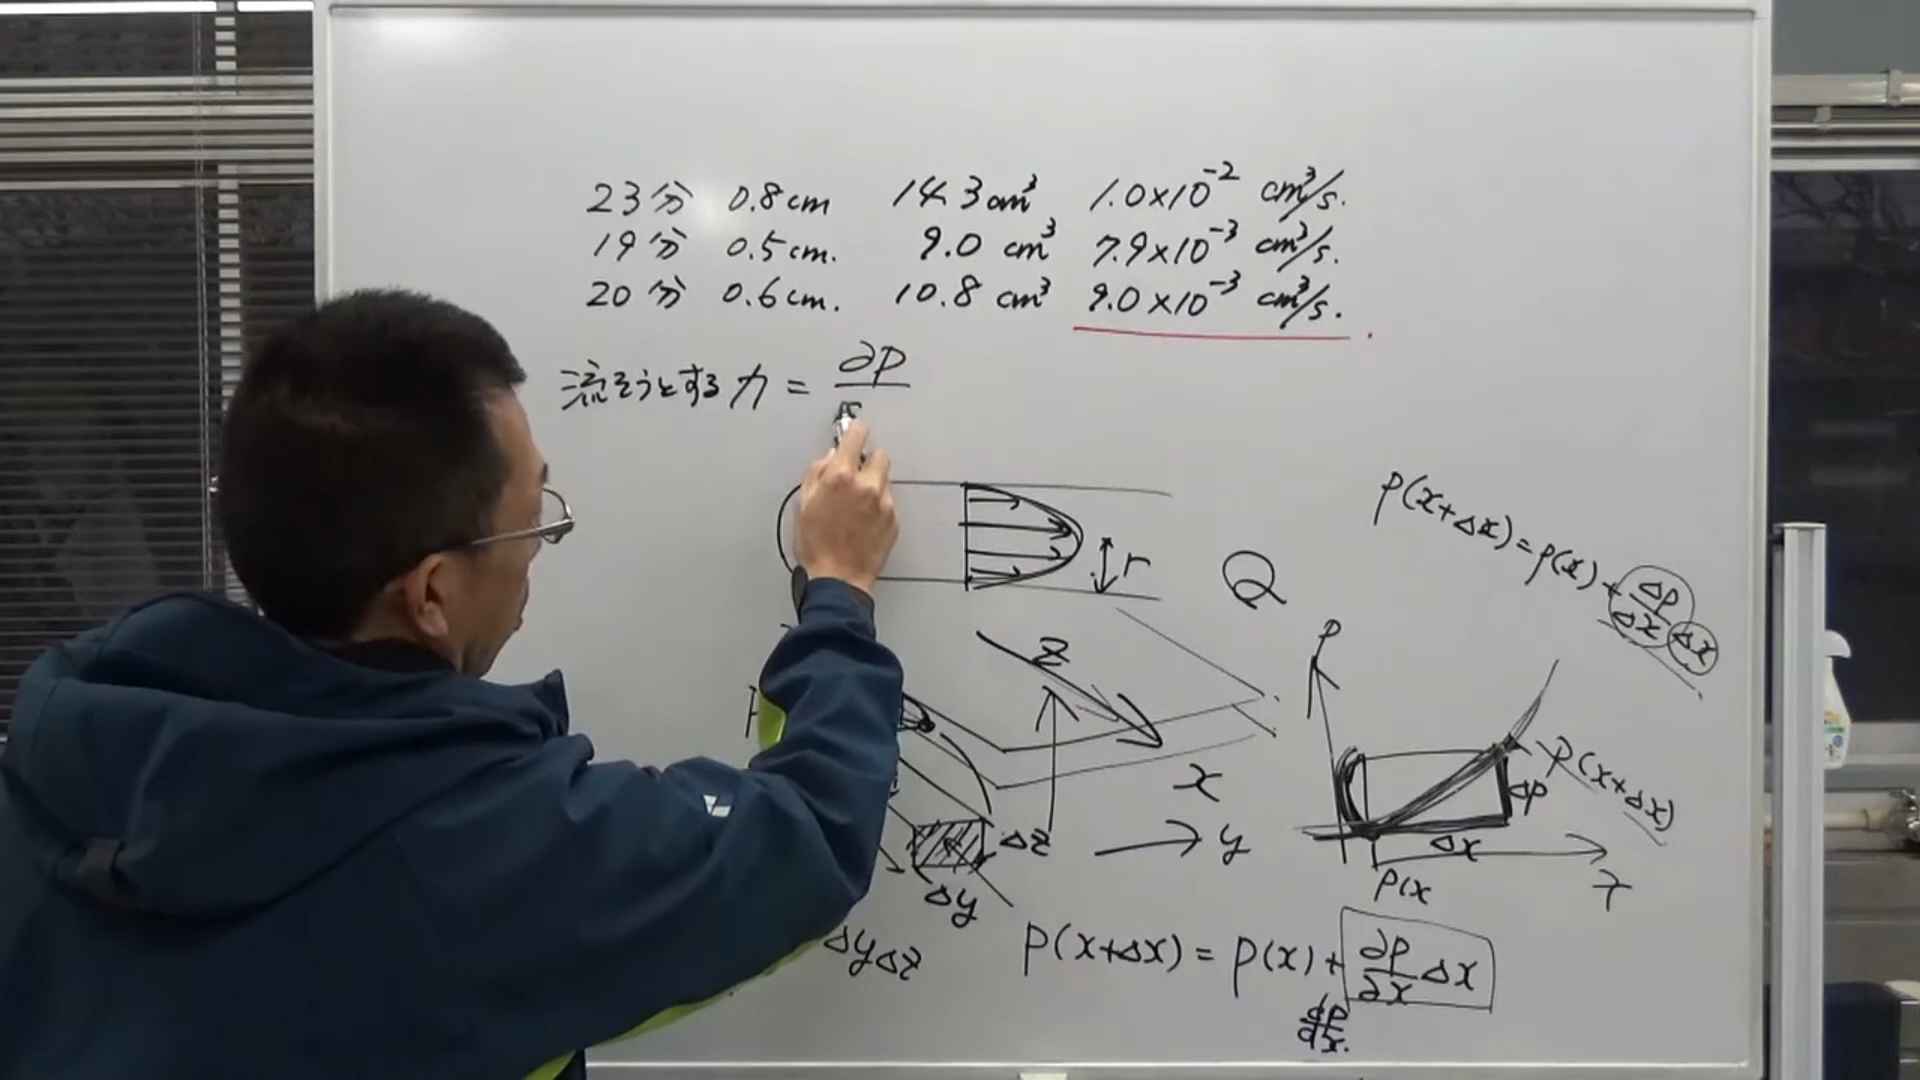 23分 0.8cm 14.3cm³ 1.0×10⁻² cm³/s.
19分 0.5cm. 9.0 cm³ 7.9×10⁻³ cm³/s.
20分 0.6cm. 10.8 cm³ 9.0×10⁻³ cm³/s.
流そうとする力 = ∂P
P(x+Δx)=P(x)+ΔP/Δx Δx
r
Q
z
P
x
P(x+Δx)
ΔP
Δz
y
Δx
Δy
P(x
x
ΔyΔz
P(x+Δx) = P(x)+ ∂P/∂x Δx
dP/dx.